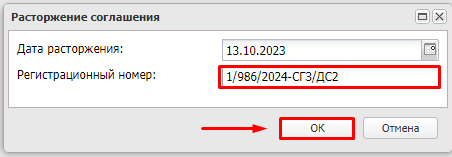 Расторжение соглашения
Дата расторжения: 13.10.2023
Регистрационный номер: 1/986/2024-СГЗ/ДС2
ОК Отмена